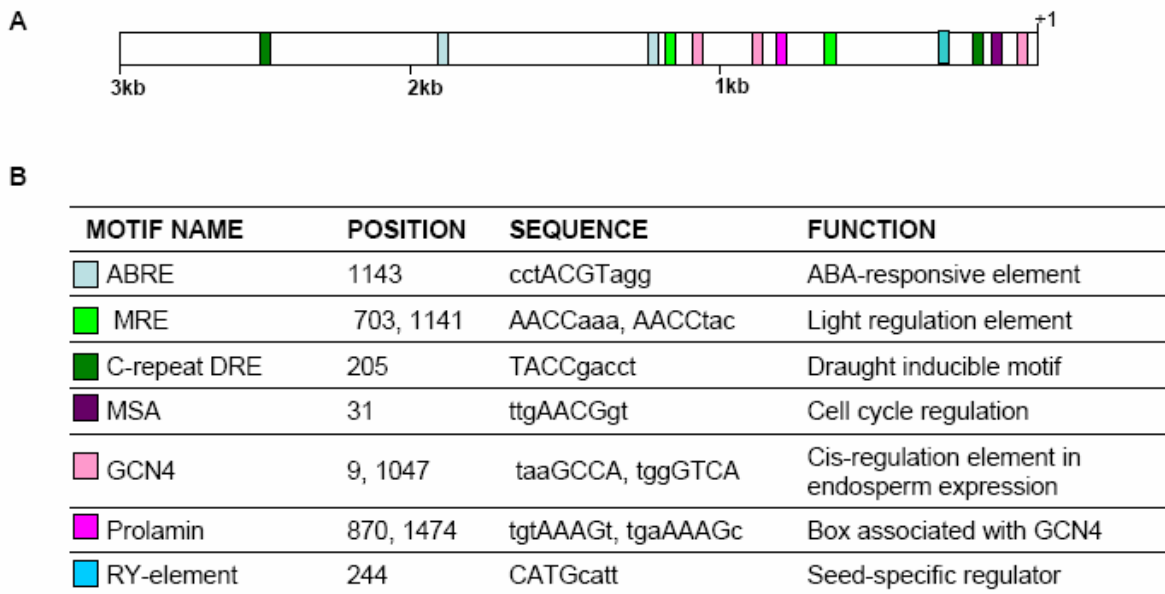 A
+1
3kb
2kb
1kb
B
MOTIF NAME POSITION SEQUENCE FUNCTION
ABRE 1143 cctACGTagg ABA-responsive element
MRE 703, 1141 AACCaaa, AACCtac Light regulation element
C-repeat DRE 205 TACCgacct Draught inducible motif
MSA 31 ttgAACGgt Cell cycle regulation
GCN4 9, 1047 taaGCCA, tggGTCA Cis-regulation element in
endosperm expression
Prolamin 870, 1474 tgtAAAGt, tgaAAAGc Box associated with GCN4
RY-element 244 CATGcatt Seed-specific regulator